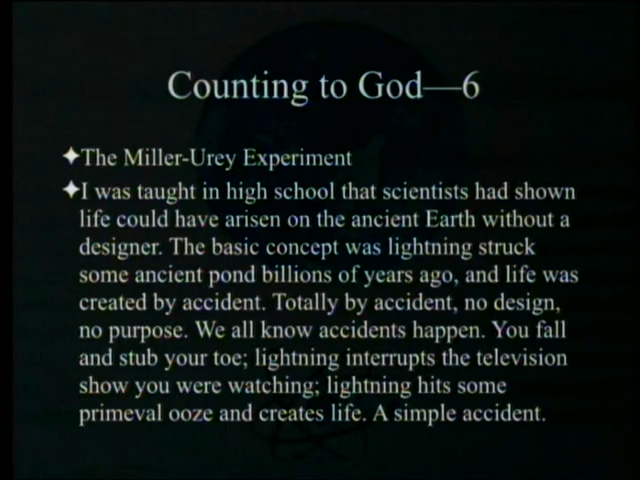 Counting to God—6
✦The Miller-Urey Experiment
✦I was taught in high school that scientists had shown
life could have arisen on the ancient Earth without a
designer. The basic concept was lightning struck
some ancient pond billions of years ago, and life was
created by accident. Totally by accident, no design,
no purpose. We all know accidents happen. You fall
and stub your toe; lightning interrupts the television
show you were watching; lightning hits some
primeval ooze and creates life. A simple accident.